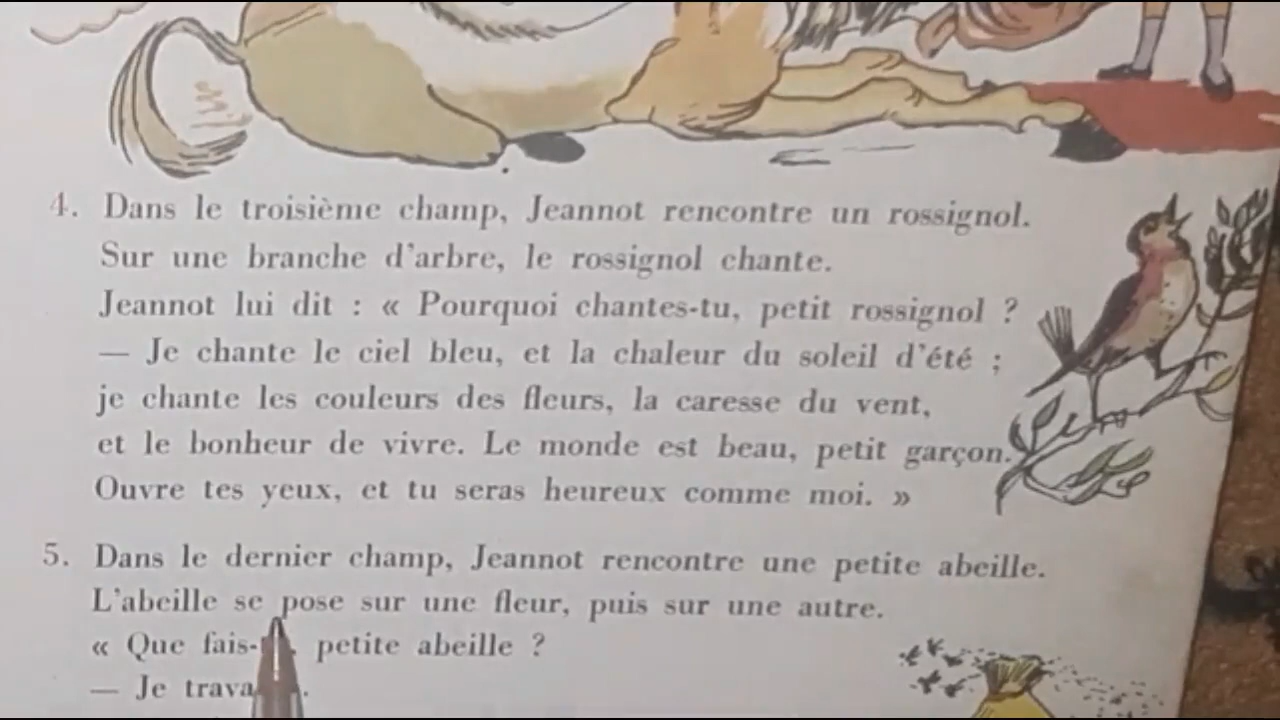 4. Dans le troisième champ, Jeannot rencontre un rossignol.
Sur une branche d'arbre, le rossignol chante.
Jeannot lui dit : « Pourquoi chantes-tu, petit rossignol ?
— Je chante le ciel bleu, et la chaleur du soleil d'été ;
je chante les couleurs des fleurs, la caresse du vent,
et le bonheur de vivre. Le monde est beau, petit garçon.
Ouvre tes yeux, et tu seras heureux comme moi. »
5. Dans le dernier champ, Jeannot rencontre une petite abeille.
L'abeille se pose sur une fleur, puis sur une autre.
« Que fais- petite abeille ?
— Je